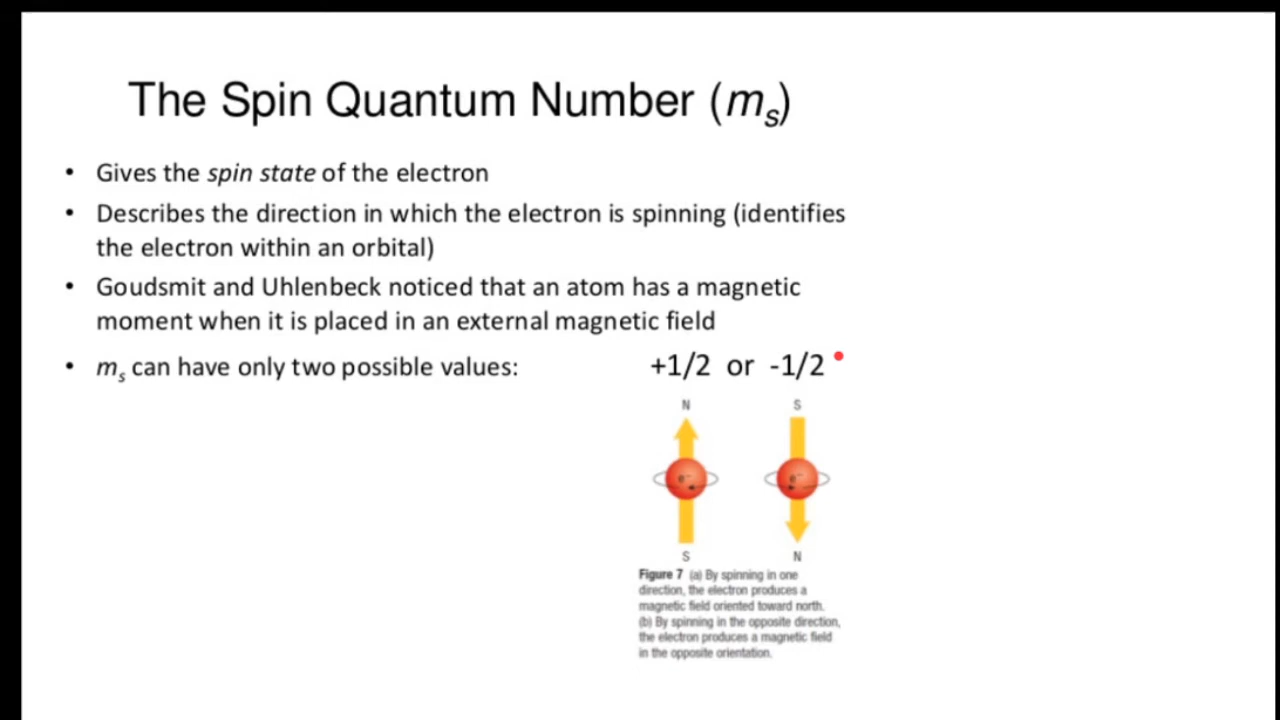 The Spin Quantum Number (ms)
• Gives the spin state of the electron
• Describes the direction in which the electron is spinning (identifies
the electron within an orbital)
• Goudsmit and Uhlenbeck noticed that an atom has a magnetic
moment when it is placed in an external magnetic field
• ms can have only two possible values: +1/2 or -1/2
N S
e⁻ e⁻
S N
Figure 7 (a) By spinning in one
direction, the electron produces a
magnetic field oriented toward north.
(b) By spinning in the opposite direction,
the electron produces a magnetic field
in the opposite orientation.